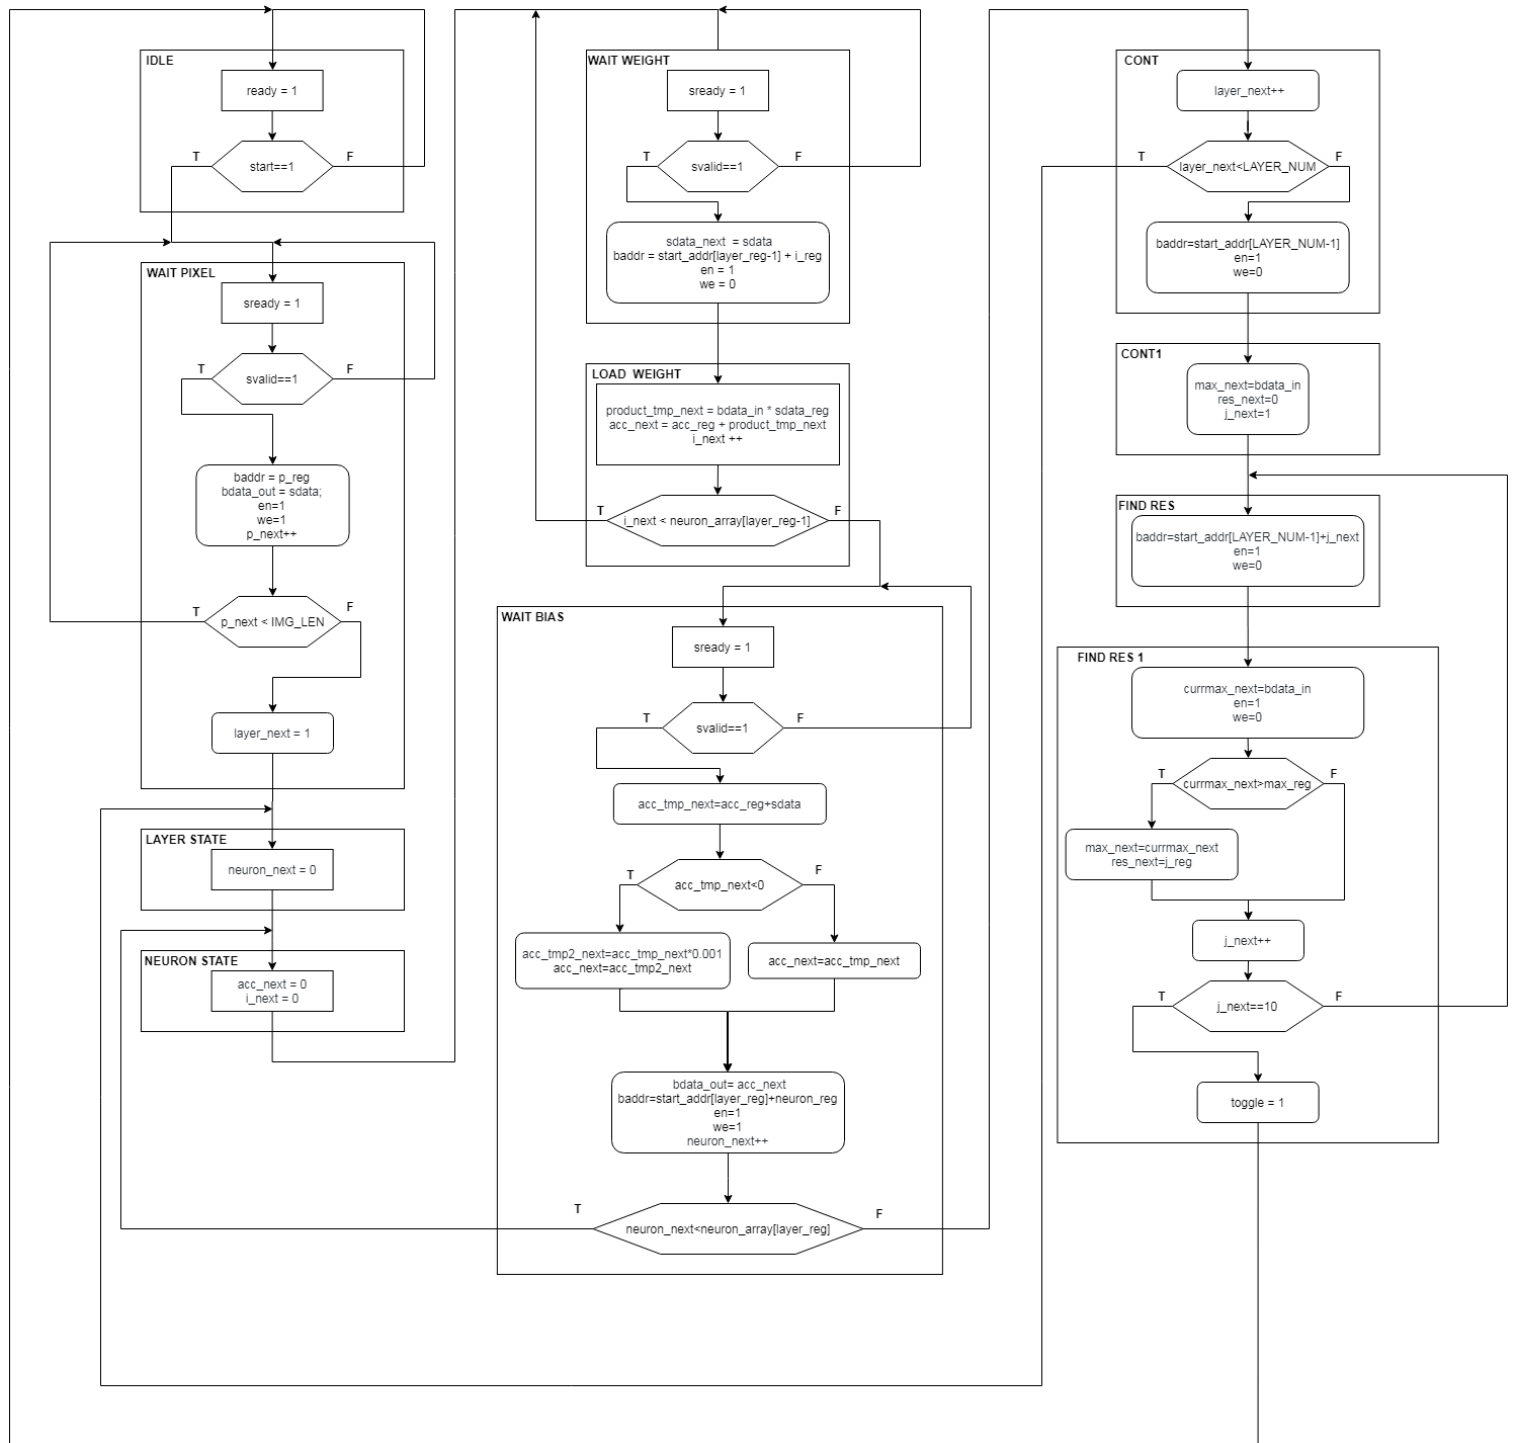 IDLE
ready = 1
T
F
start==1
WAIT PIXEL
sready = 1
T
F
svalid==1
baddr = p_reg
bdata_out = sdata;
en=1
we=1
p_next++
T
F
p_next < IMG_LEN
layer_next = 1
LAYER STATE
neuron_next = 0
NEURON STATE
acc_next = 0
i_next = 0
WAIT WEIGHT
sready = 1
T
F
svalid==1
sdata_next = sdata
baddr = start_addr[layer_reg-1] + i_reg
en = 1
we = 0
LOAD WEIGHT
product_tmp_next = bdata_in * sdata_reg
acc_next = acc_reg + product_tmp_next
i_next ++
T
F
i_next < neuron_array[layer_reg-1]
WAIT BIAS
sready = 1
T
F
svalid==1
acc_tmp_next=acc_reg+sdata
T
F
acc_tmp_next<0
acc_tmp2_next=acc_tmp_next*0.001
acc_next=acc_tmp2_next
acc_next=acc_tmp_next
bdata_out= acc_next
baddr=start_addr[layer_reg]+neuron_reg
en=1
we=1
neuron_next++
T
F
neuron_next<neuron_array[layer_reg]
CONT
layer_next++
T
F
layer_next<LAYER_NUM
baddr=start_addr[LAYER_NUM-1]
en=1
we=0
CONT1
max_next=bdata_in
res_next=0
j_next=1
FIND RES
baddr=start_addr[LAYER_NUM-1]+j_next
en=1
we=0
FIND RES 1
currmax_next=bdata_in
en=1
we=0
T
F
currmax_next>max_reg
max_next=currmax_next
res_next=j_reg
j_next++
T
F
j_next==10
toggle = 1